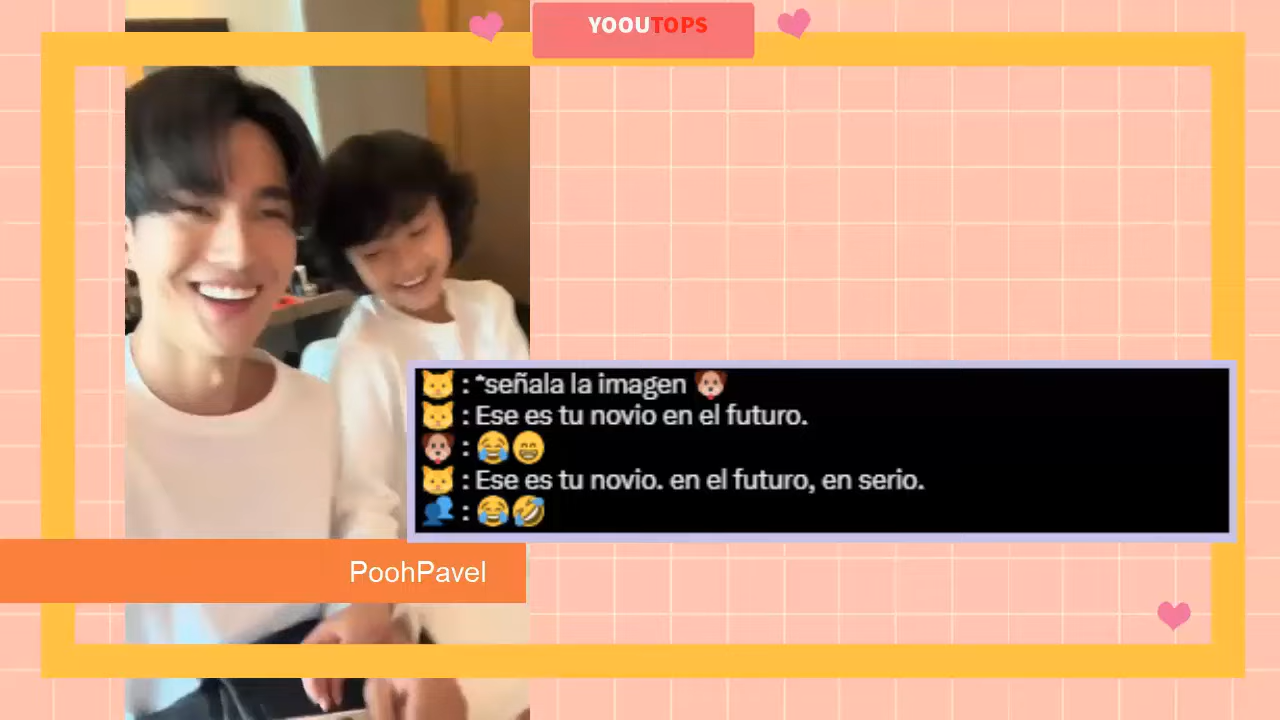 YOOUTOPS
🐱 : *señala la imagen 🐶
🐱 : Ese es tu novio en el futuro.
🐶 : 😂😁
🐱 : Ese es tu novio. en el futuro, en serio.
👥 : 😂🤣
PoohPavel